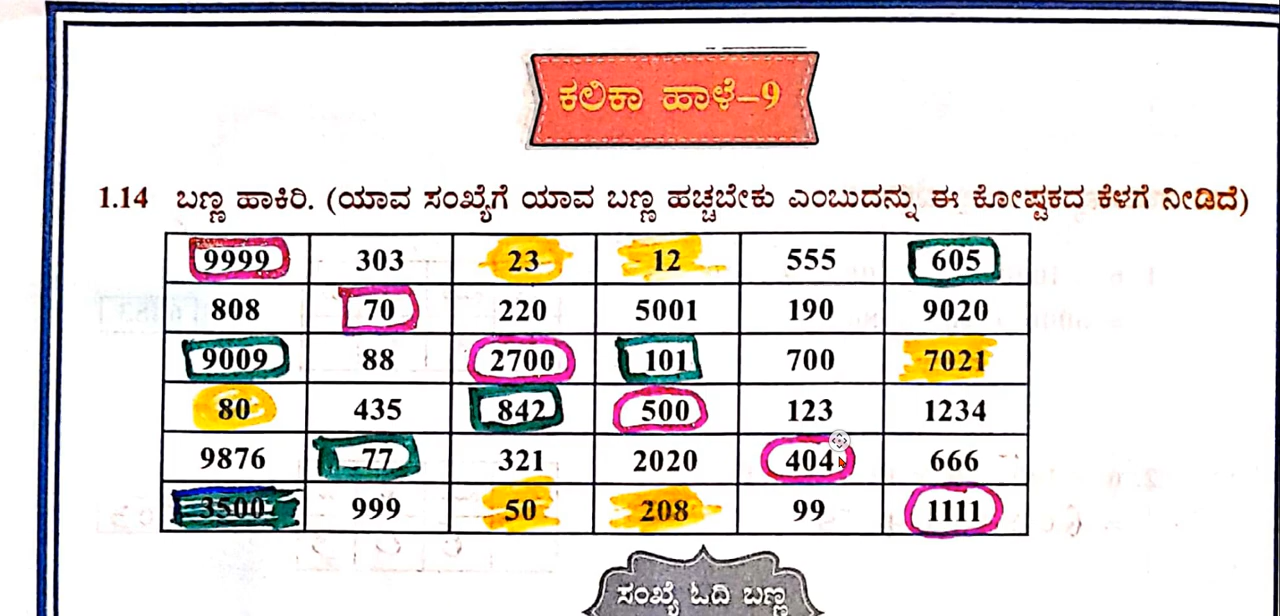 ಕಲಿಕಾ ಹಾಳೆ–9
1.14 ಬಣ್ಣ ಹಾಕಿರಿ. (ಯಾವ ಸಂಖ್ಯೆಗೆ ಯಾವ ಬಣ್ಣ ಹಚ್ಚಬೇಕು ಎಂಬುದನ್ನು ಈ ಕೋಷ್ಟಕದ ಕೆಳಗೆ ನೀಡಿದೆ)
9999 303 23 12 555 605
808 70 220 5001 190 9020
9009 88 2700 101 700 7021
80 435 842 500 123 1234
9876 77 321 2020 404 666
3500 999 50 208 99 1111
ಸಂಖ್ಯೆ ಓದಿ ಬಣ್ಣ